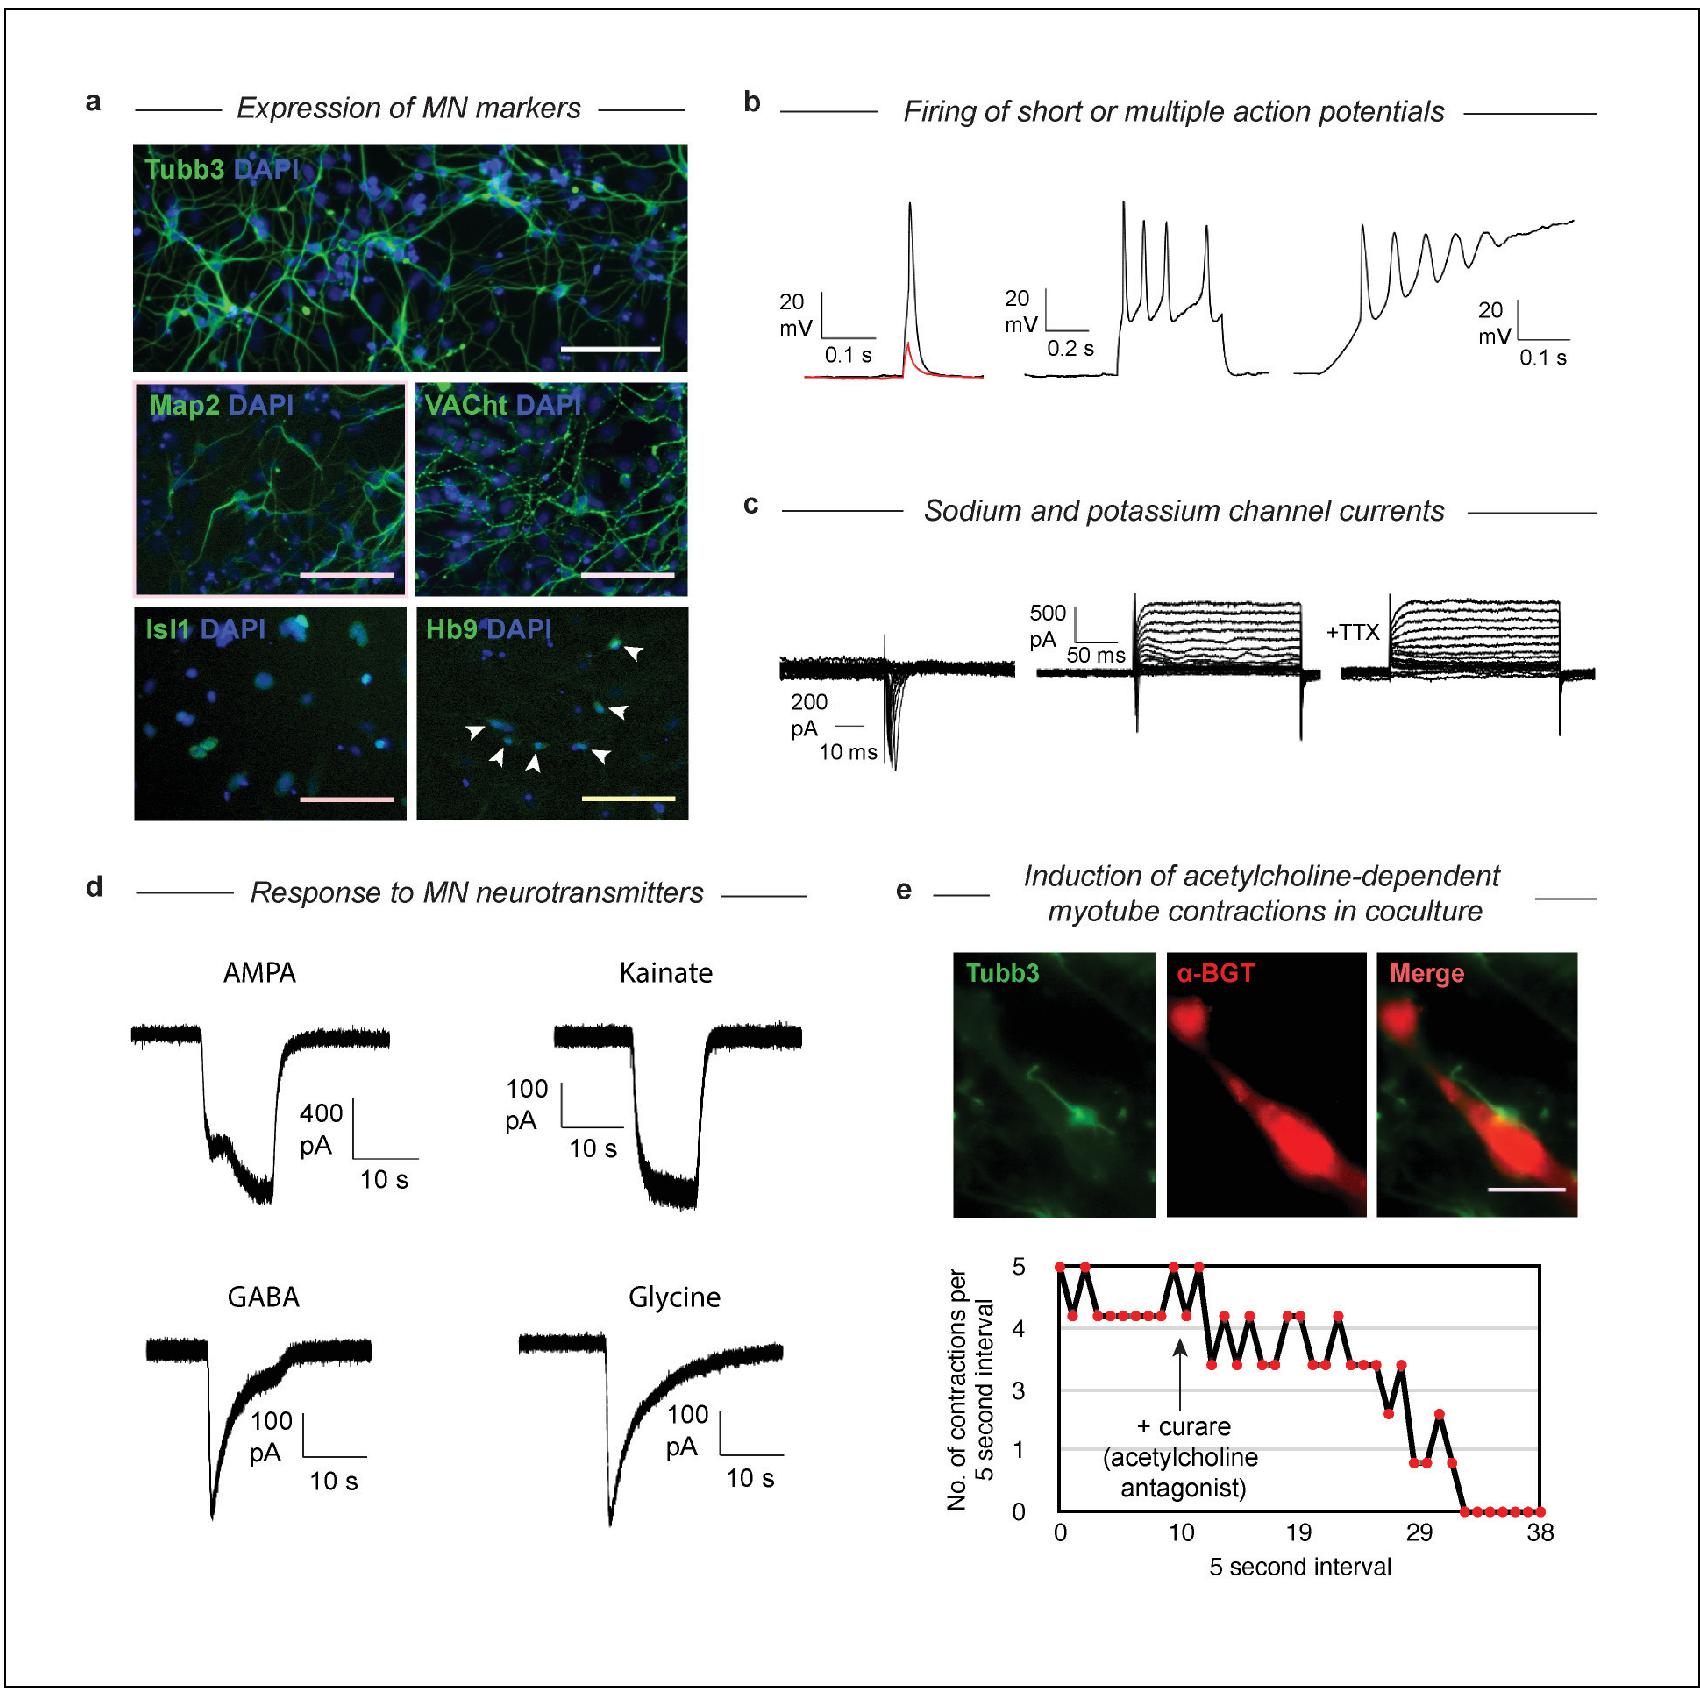 a
Expression of MN markers
Tubb3 DAPI
Map2 DAPI
VACht DAPI
Isl1 DAPI
Hb9 DAPI
b
Firing of short or multiple action potentials
20
mV
0.1 s
20
mV
0.2 s
20
mV
0.1 s
c
Sodium and potassium channel currents
200
pA
10 ms
500
pA
50 ms
+TTX
d
Response to MN neurotransmitters
AMPA
400
pA
10 s
Kainate
100
pA
10 s
GABA
100
pA
10 s
Glycine
100
pA
10 s
e
Induction of acetylcholine-dependent
myotube contractions in coculture
Tubb3
α-BGT
Merge
No. of contractions per
5 second interval
5
4
3
1
0
+ curare
(acetylcholine
antagonist)
0
10
19
29
38
5 second interval